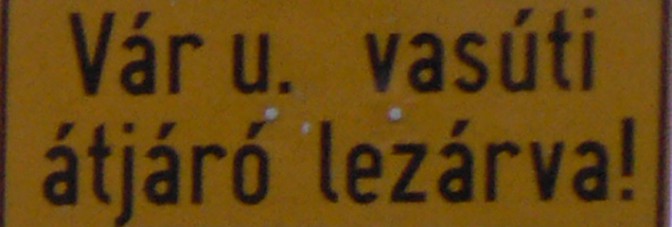 Vár u. vasúti
átjáró lezárva!